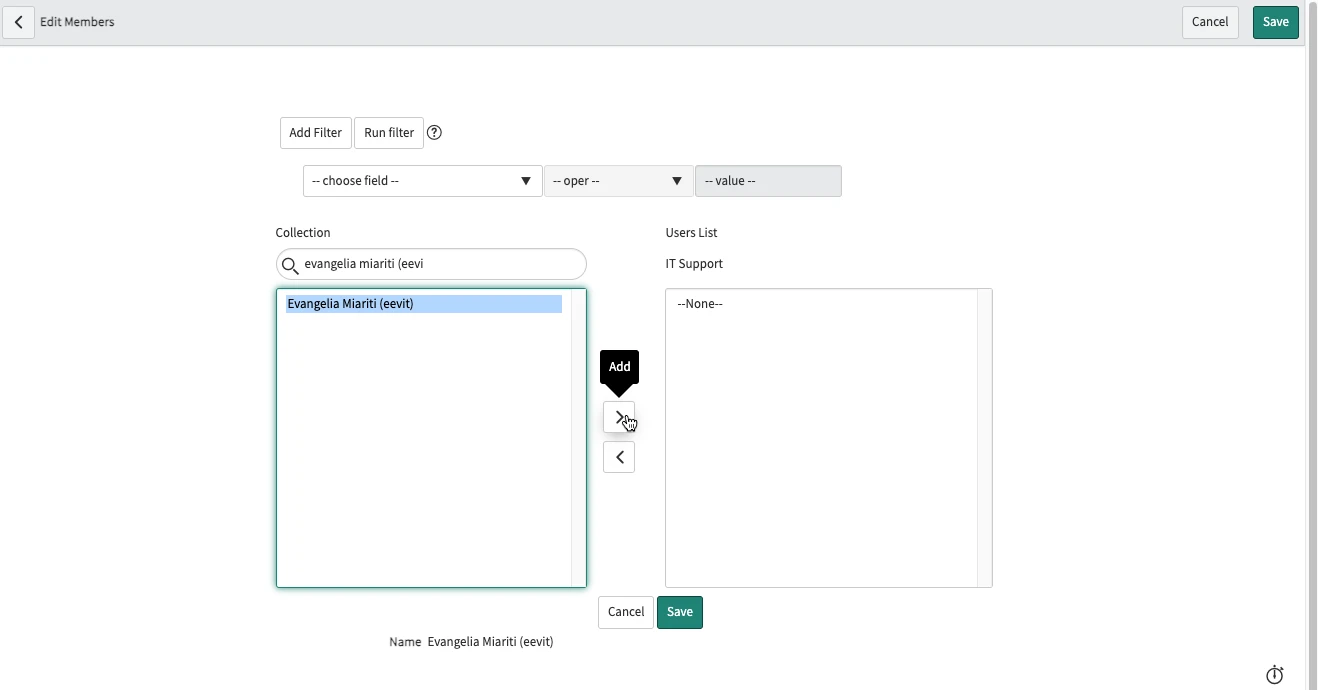 Edit Members
Cancel
Save
Add Filter
Run filter
?
-- choose field --
-- oper --
-- value --
Collection
Users List
evangelia miariti (eevi
IT Support
Evangelia Miariti (eevit)
--None--
Add
Cancel
Save
Name Evangelia Miariti (eevit)